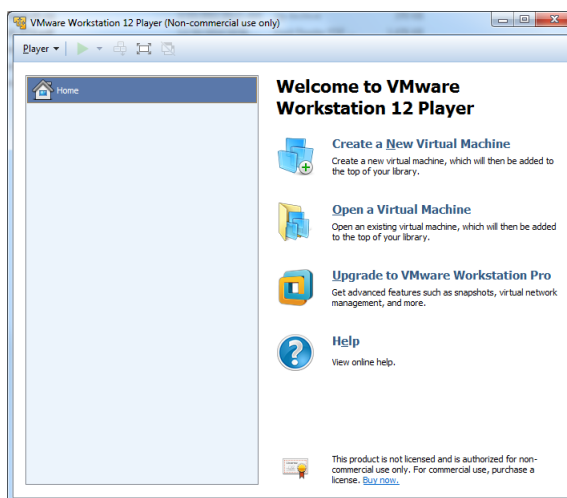 VMware Workstation 12 Player (Non-commercial use only)
Player
Home
Welcome to VMware
Workstation 12 Player
Create a New Virtual Machine
Create a new virtual machine, which will then be added to
the top of your library.
Open a Virtual Machine
Open an existing virtual machine, which will then be added
to the top of your library.
Upgrade to VMware Workstation Pro
Get advanced features such as snapshots, virtual network
management, and more.
Help
View online help.
This product is not licensed and is authorized for non-
commercial use only. For commercial use, purchase a
license. Buy now.